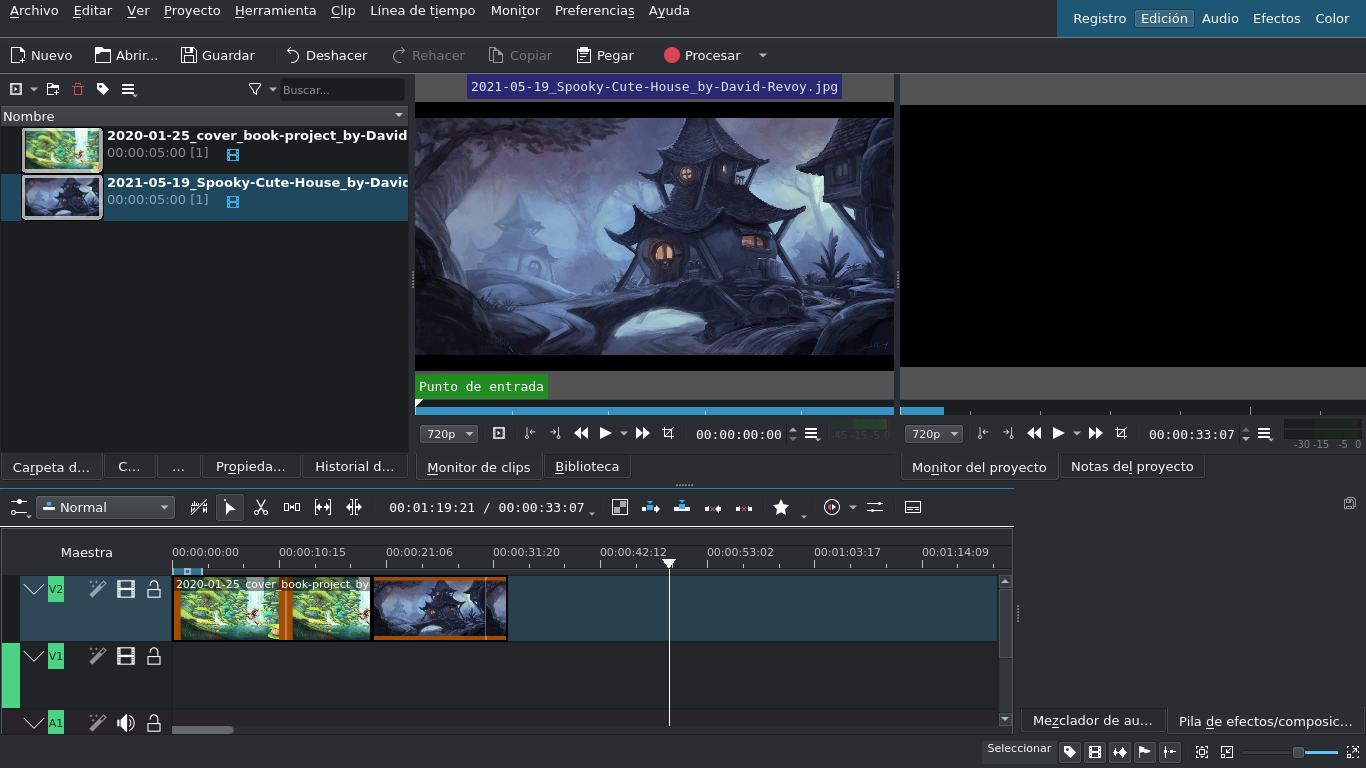 Archivo Editar Ver Proyecto Herramienta Clip Línea de tiempo Monitor Preferencias Ayuda
Registro Edición Audio Efectos Color
Nuevo Abrir... Guardar Deshacer Rehacer Copiar Pegar Procesar
Buscar...
Nombre
2020-01-25_cover_book-project_by-David
00:00:05:00 [1]
2021-05-19_Spooky-Cute-House_by-David
00:00:05:00 [1]
2021-05-19_Spooky-Cute-House_by-David-Revoy.jpg
Punto de entrada
720p 00:00:00:00 -45 -15 -5 0
720p 00:00:33:07 -30 -15 -5 0
Carpeta d... C... ... Propieda... Historial d...
Monitor de clips Biblioteca
Monitor del proyecto Notas del proyecto
Normal 00:01:19:21 / 00:00:33:07
Maestra
00:00:00:00 00:00:10:15 00:00:21:06 00:00:31:20 00:00:42:12 00:00:53:02 00:01:03:17 00:01:14:09
V2
2020-01-25_cover_book-project_by
V1
A1
Mezclador de au... Pila de efectos/composic...
Seleccionar